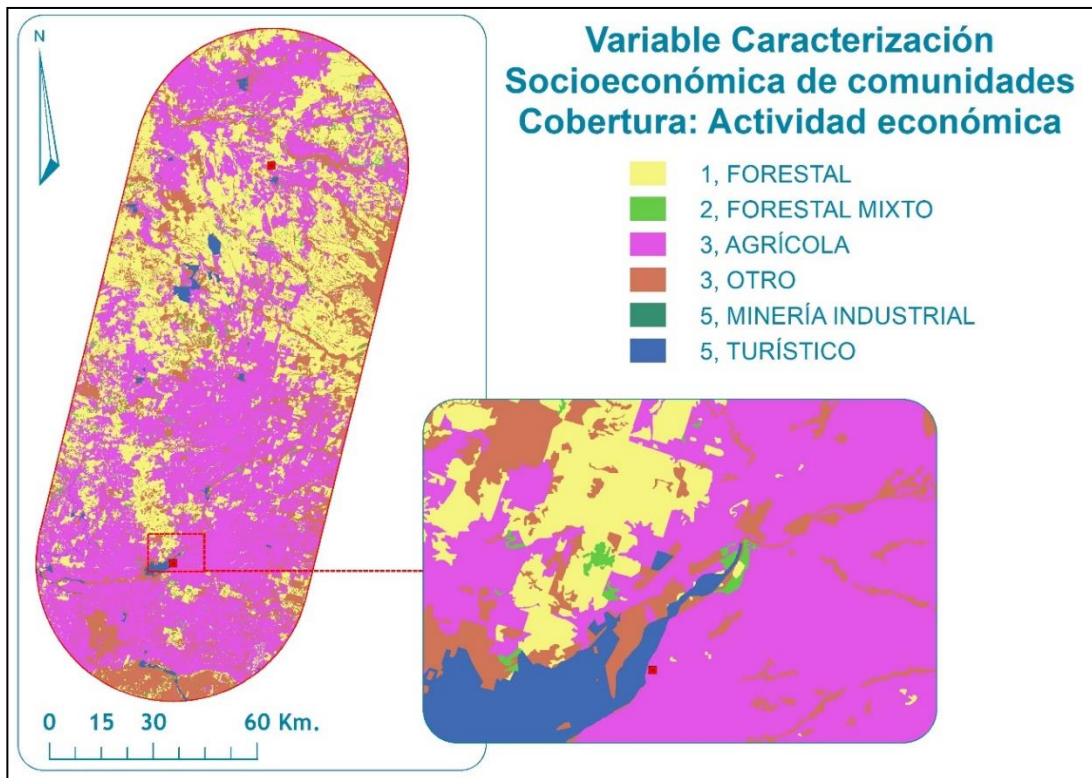 Variable Caracterización
Socioeconómica de comunidades
Cobertura: Actividad económica
N
1, FORESTAL
2, FORESTAL MIXTO
3, AGRÍCOLA
3, OTRO
5, MINERÍA INDUSTRIAL
5, TURÍSTICO
0 15 30 60 Km.